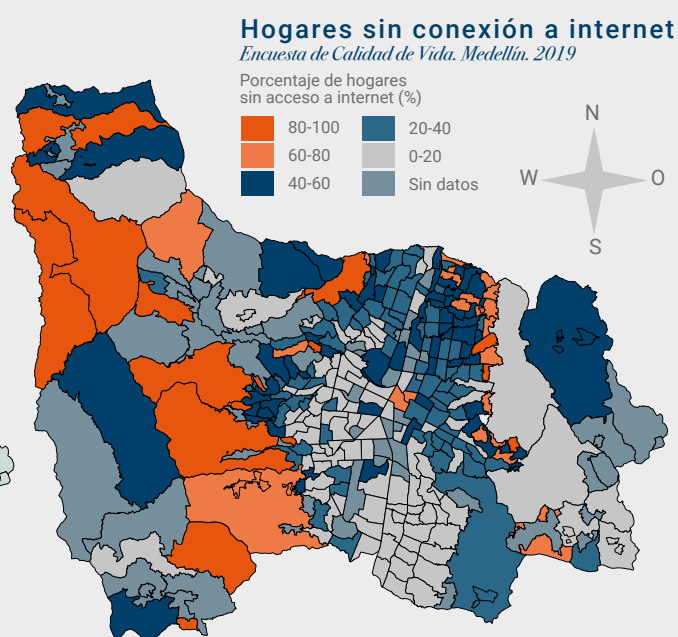 Hogares sin conexión a internet
Encuesta de Calidad de Vida. Medellín. 2019
Porcentaje de hogares
sin acceso a internet (%)
80-100
60-80
40-60
20-40
0-20
Sin datos
N
W
O
S